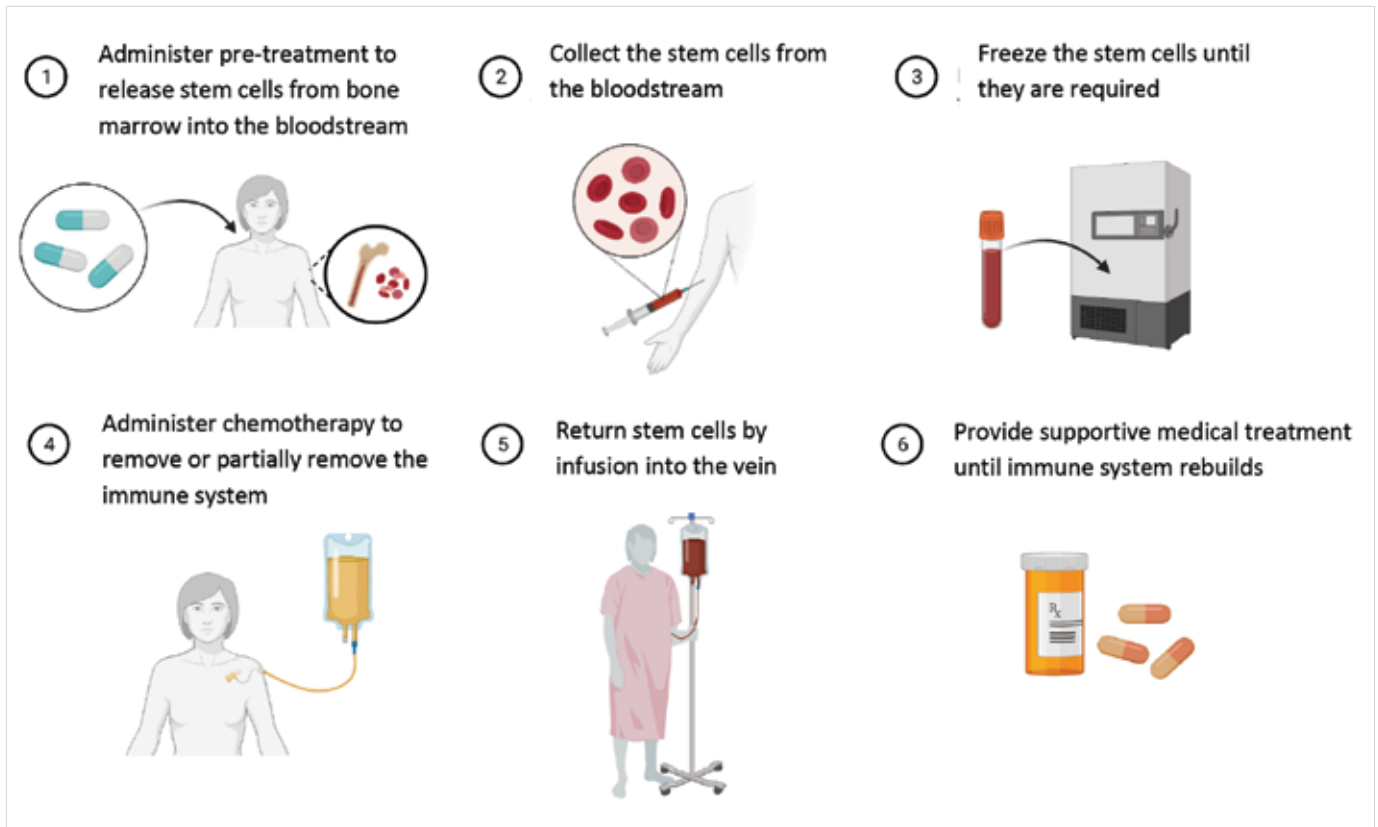 1
Administer pre-treatment to
release stem cells from bone
marrow into the bloodstream
2
Collect the stem cells from
the bloodstream
3
Freeze the stem cells until
they are required
4
Administer chemotherapy to
remove or partially remove the
immune system
5
Return stem cells by
infusion into the vein
6
Provide supportive medical treatment
until immune system rebuilds
Rx